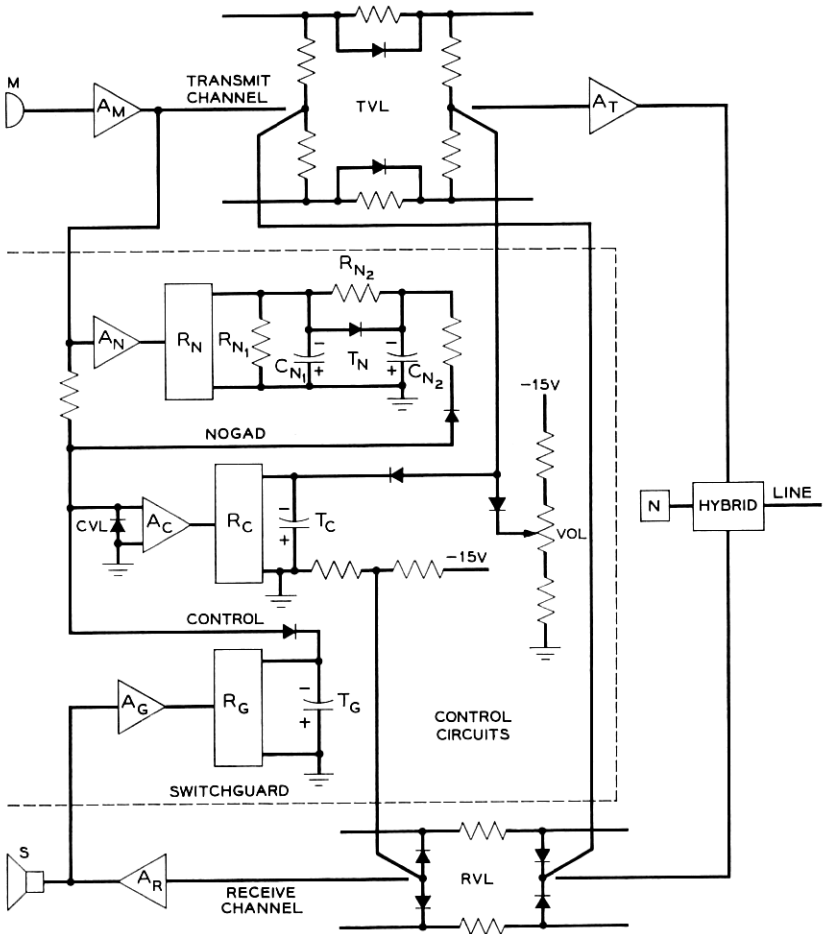 M
A_M
TRANSMIT
CHANNEL
TVL
A_T
R_N2
A_N
R_N
R_N1
C_N1
T_N
C_N2
−
+
−
+
−15V
NOGAD
CVL
A_C
R_C
−
+
T_C
−15V
VOL
N
HYBRID
LINE
CONTROL
A_G
R_G
−
+
T_G
CONTROL
CIRCUITS
SWITCHGUARD
S
A_R
RECEIVE
CHANNEL
RVL